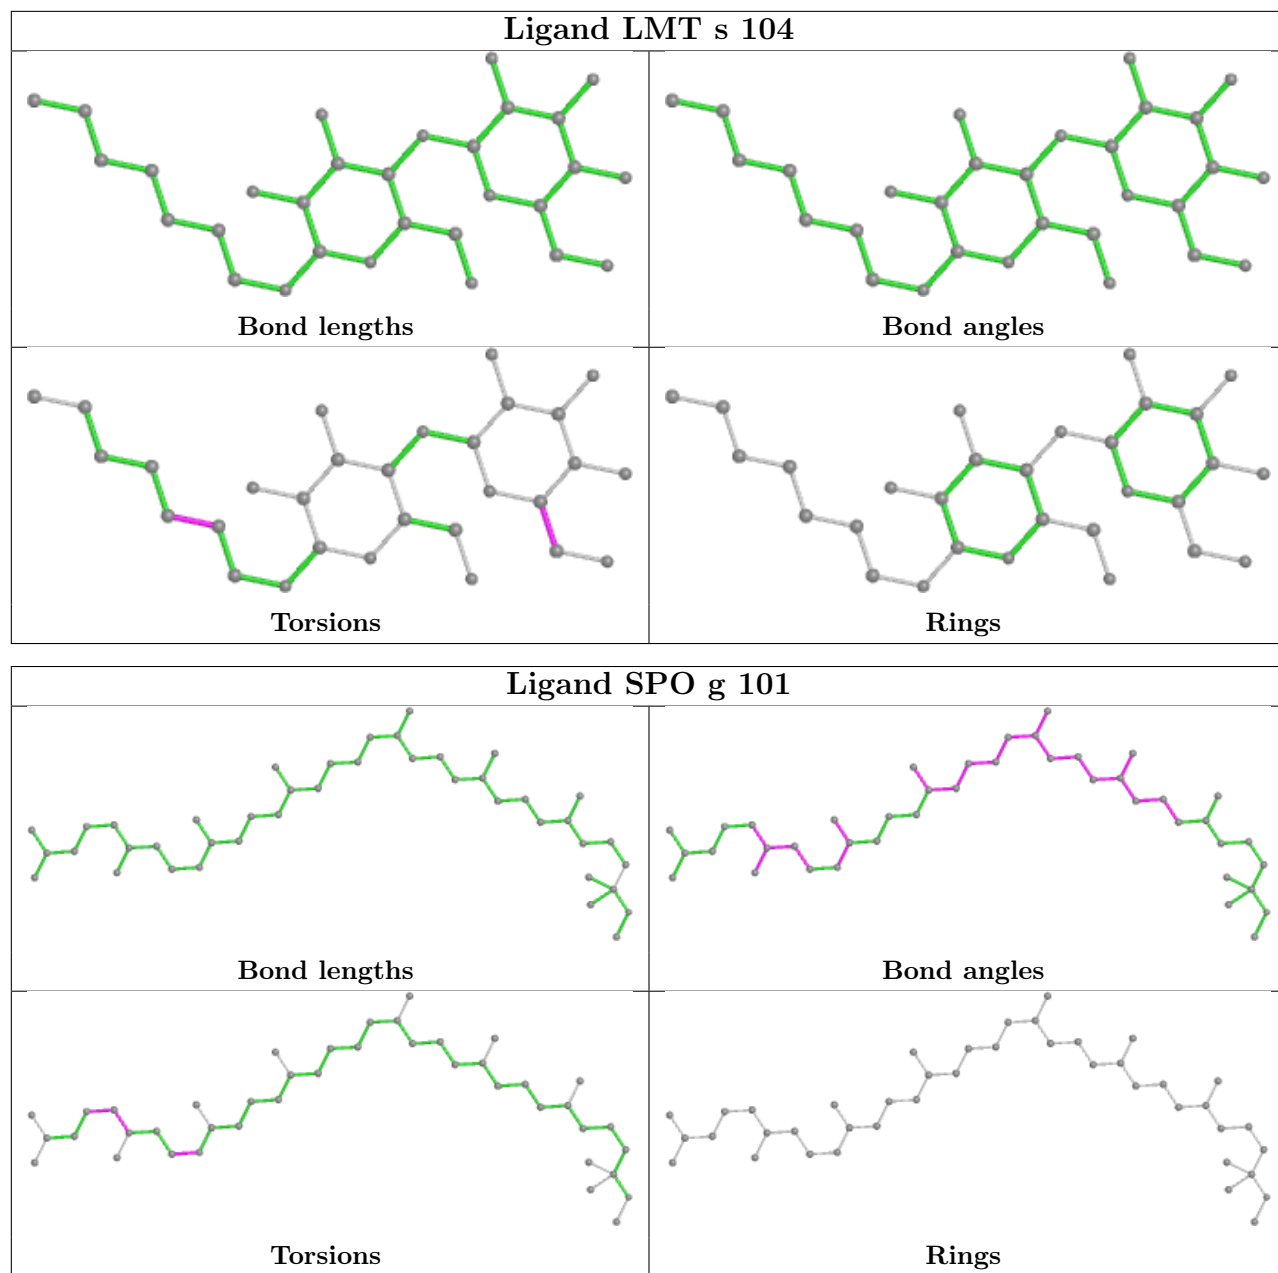 Ligand LMT s 104
Bond lengths
Bond angles
Torsions
Rings
Ligand SPO g 101
Bond lengths
Bond angles
Torsions
Rings